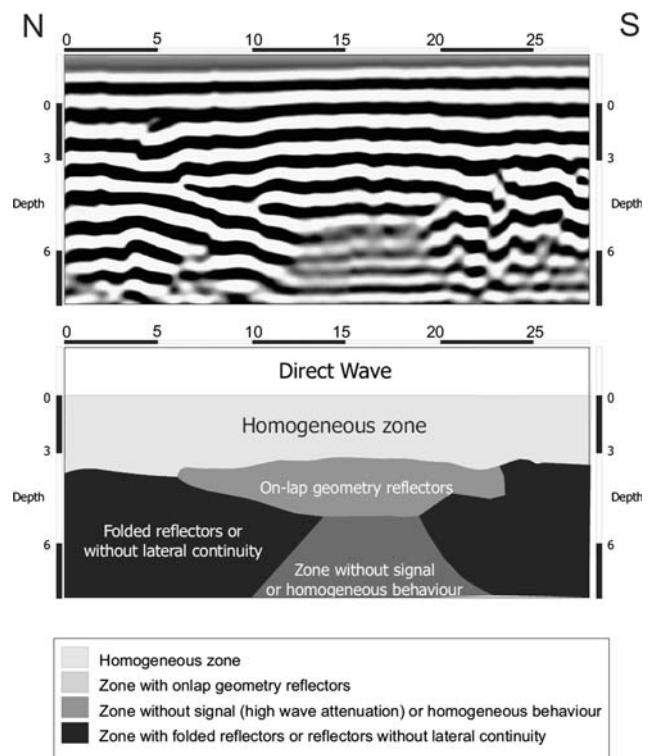 N S
0 5 10 15 20 25
0 0
3 3
Depth Depth
6 6
0 5 10 15 20 25
Direct Wave
0 0
Homogeneous zone
3 3
On-lap geometry reflectors
Depth Depth
Folded reflectors or
without lateral continuity
6 6
Zone without signal
or homogeneous behaviour
Homogeneous zone
Zone with onlap geometry reflectors
Zone without signal (high wave attenuation) or homogeneous behaviour
Zone with folded reflectors or reflectors without lateral continuity